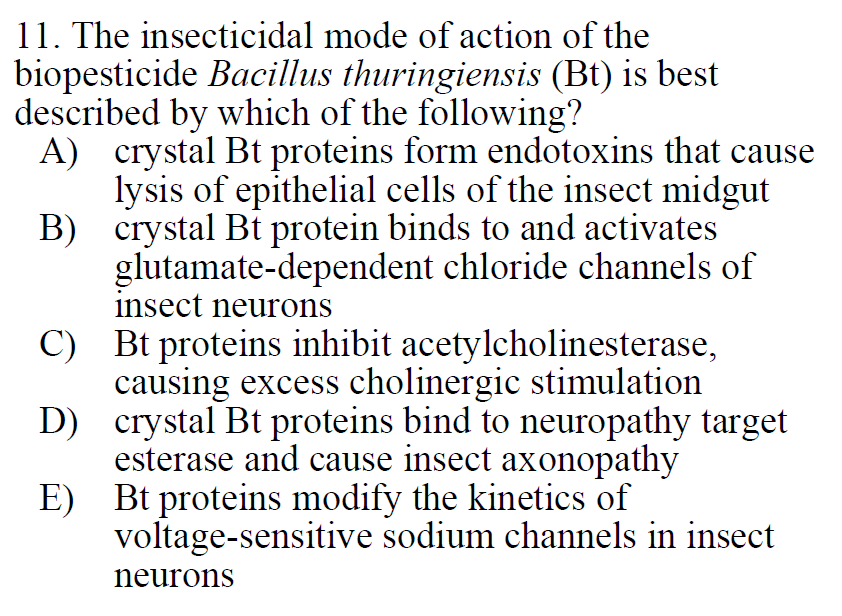 11. The insecticidal mode of action of the
biopesticide Bacillus thuringiensis (Bt) is best
described by which of the following?
A) crystal Bt proteins form endotoxins that cause
lysis of epithelial cells of the insect midgut
B) crystal Bt protein binds to and activates
glutamate-dependent chloride channels of
insect neurons
C) Bt proteins inhibit acetylcholinesterase,
causing excess cholinergic stimulation
D) crystal Bt proteins bind to neuropathy target
esterase and cause insect axonopathy
E) Bt proteins modify the kinetics of
voltage-sensitive sodium channels in insect
neurons